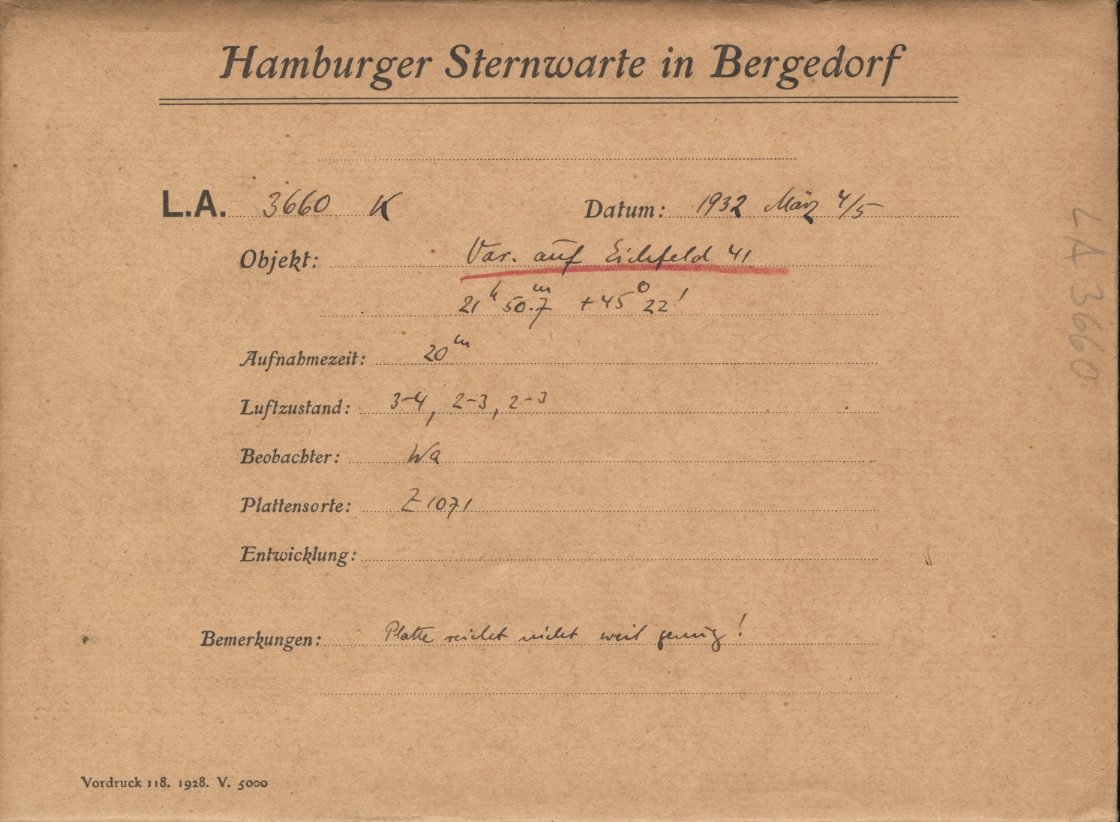 Hamburger Sternwarte in Bergedorf
L.A. 3660 K Datum: 1932 März 4/5
Objekt: Var. auf Eichfeld 41
21ʰ 50.7ᵐ +45° 22'
Aufnahmezeit: 20ᵐ
Luftzustand: 3-4, 2-3, 2-3
Beobachter: Wa
Plattensorte: Z 1071
Entwicklung:
Bemerkungen: Platte reicht nicht weit genug!
Vordruck 118. 1928. V. 5000
LA 3660